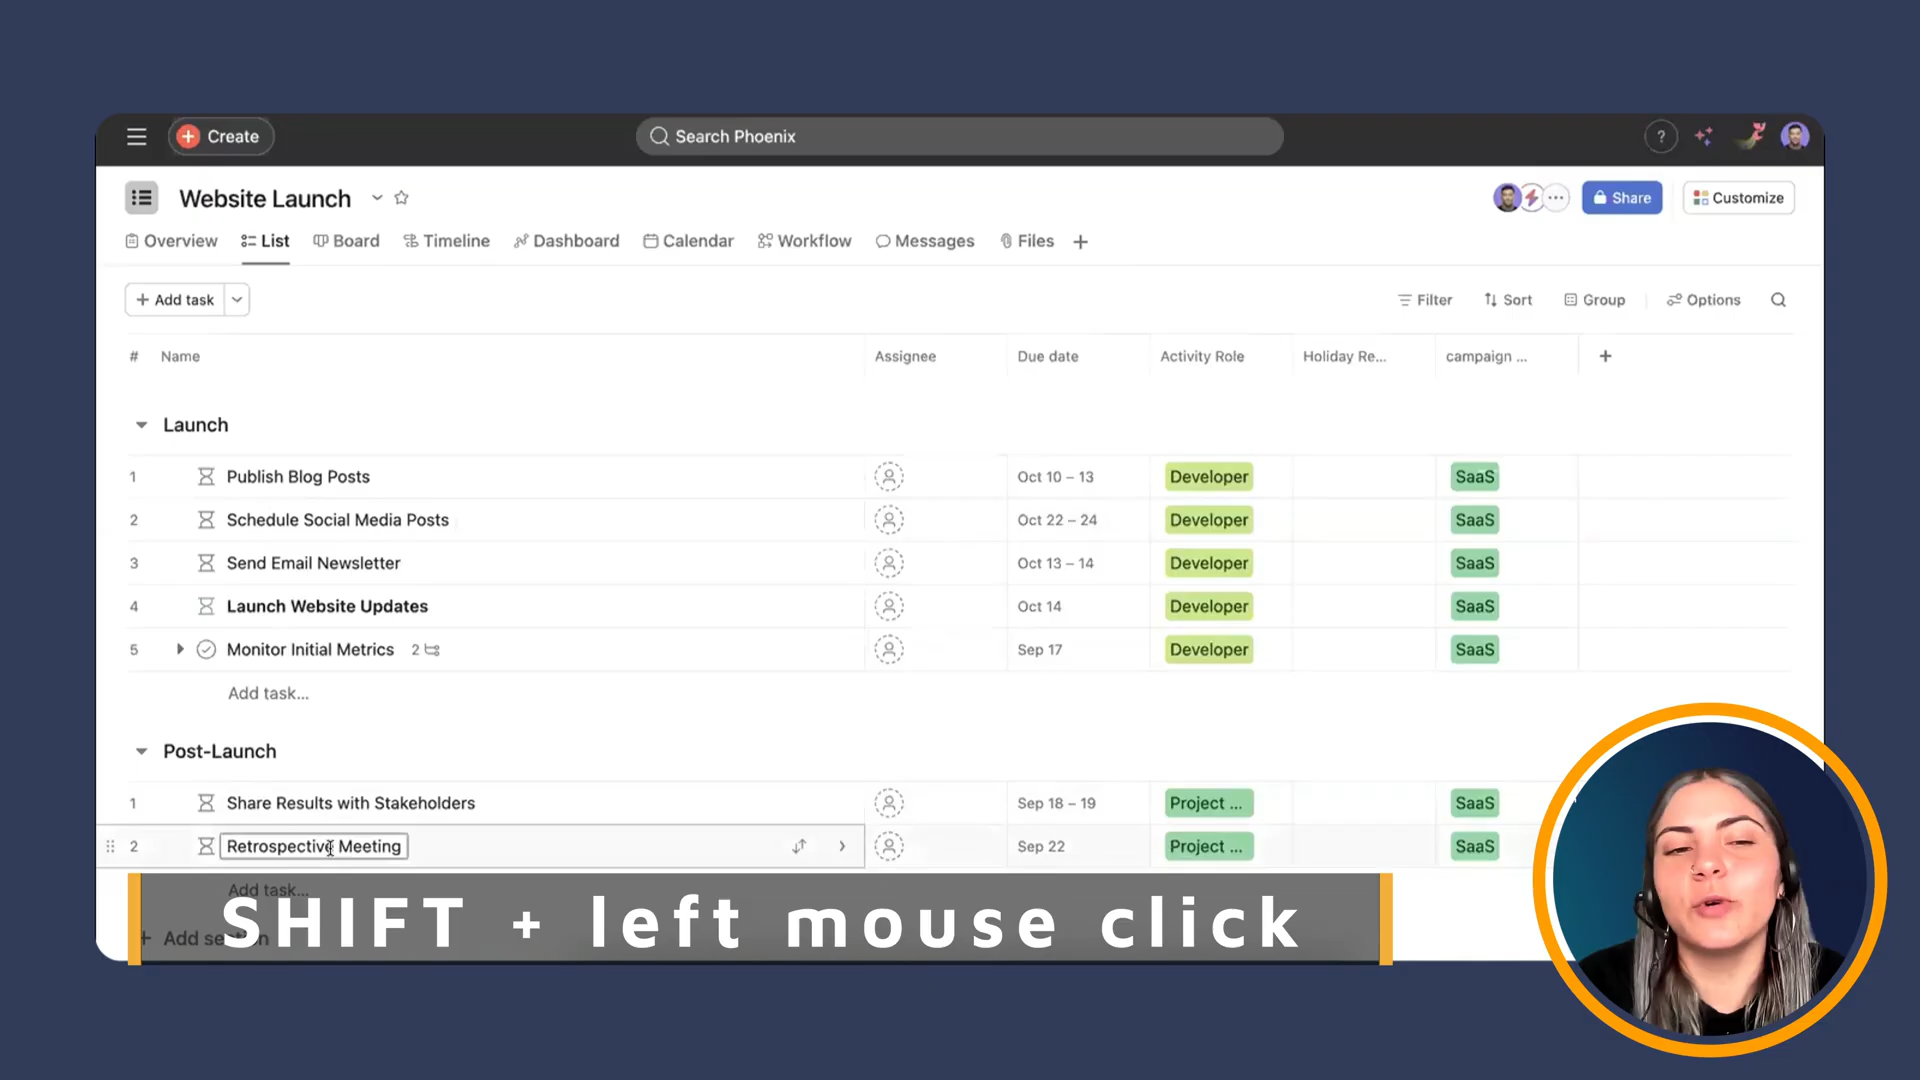 Create
Search Phoenix
?
Website Launch
Share
Customize
Overview
List
Board
Timeline
Dashboard
Calendar
Workflow
Messages
Files
+
+ Add task
Filter
Sort
Group
Options
# Name Assignee Due date Activity Role Holiday Re... campaign ... +
Launch
1 Publish Blog Posts Oct 10 – 13 Developer SaaS
2 Schedule Social Media Posts Oct 22 – 24 Developer SaaS
3 Send Email Newsletter Oct 13 – 14 Developer SaaS
4 Launch Website Updates Oct 14 Developer SaaS
5 Monitor Initial Metrics 2 Sep 17 Developer SaaS
Add task...
Post-Launch
1 Share Results with Stakeholders Sep 18 – 19 Project ... SaaS
2 Retrospective Meeting Sep 22 Project ... SaaS
Add task...
SHIFT + left mouse click
+ Add section